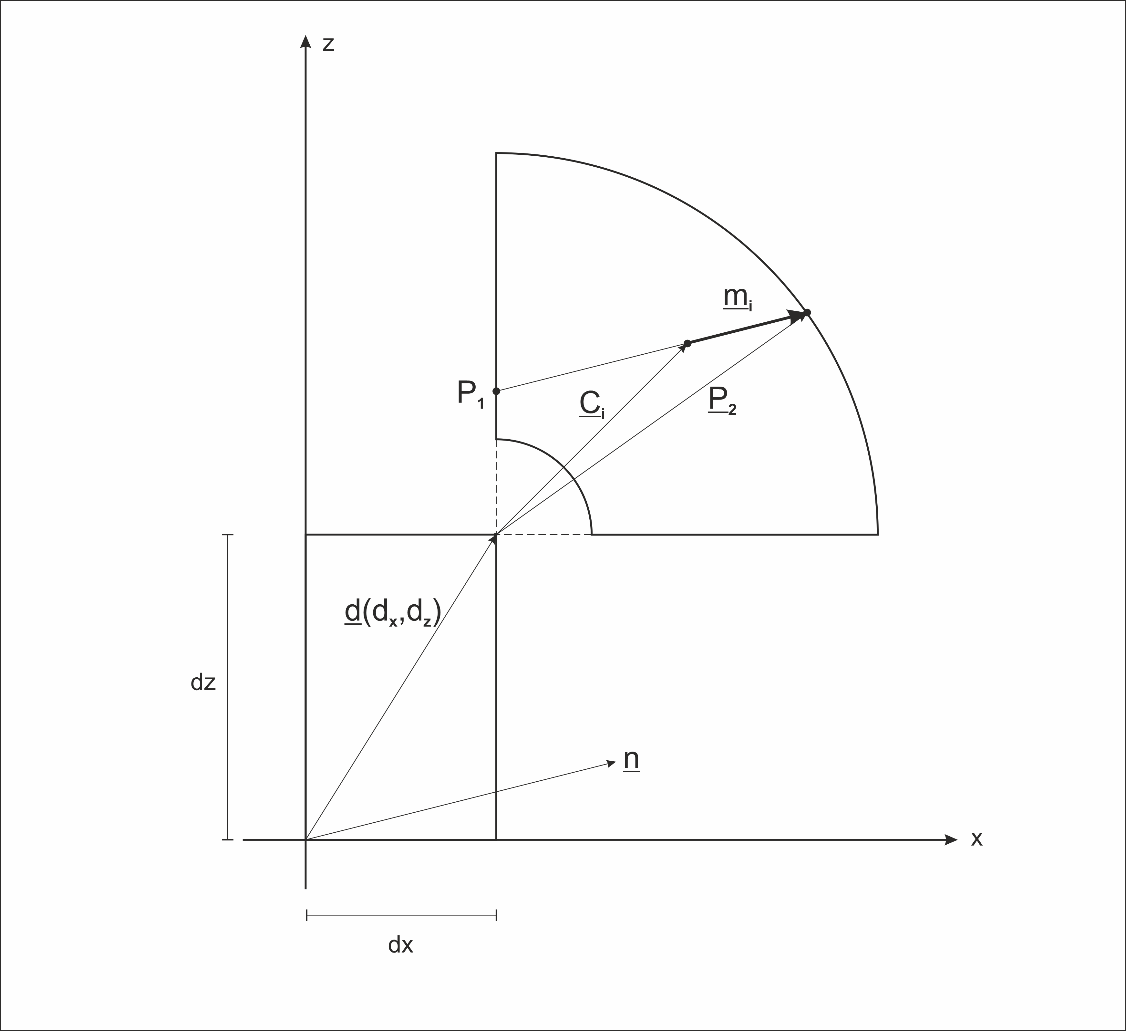 z
m_i
P_1
C_i
P_2
d(d_x,d_z)
dz
n
x
dx